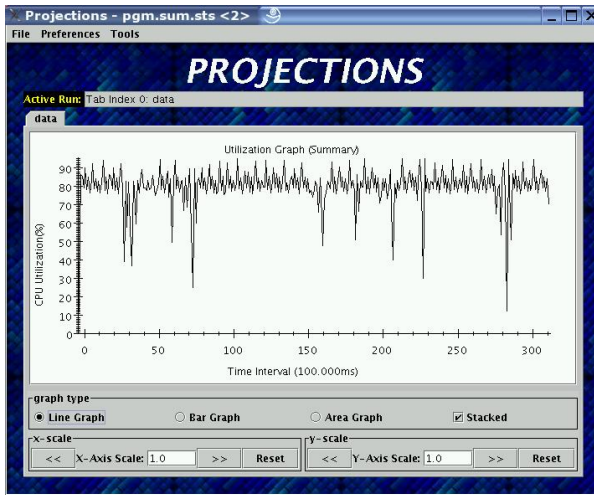 Projections - pgm.sum.sts <2>
File Preferences Tools
PROJECTIONS
Active Run: Tab Index 0: data
data
Utilization Graph (Summary)
90
80
70
60
50
40
30
20
10
0
CPU Utilization(%)
0 50 100 150 200 250 300
Time Interval (100.000ms)
graph type
Line Graph Bar Graph Area Graph Stacked
x-scale y-scale
<< X-Axis Scale: 1.0 >> Reset << Y-Axis Scale: 1.0 >> Reset